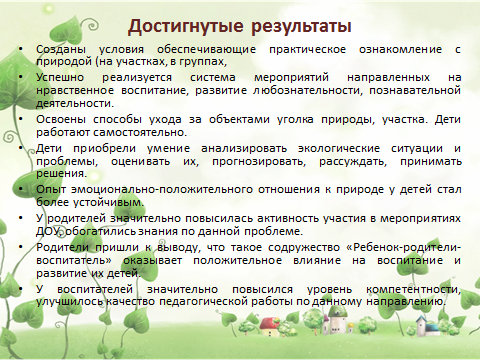 Достигнутые результаты
• Созданы условия обеспечивающие практическое ознакомление с
природой (на участках, в группах,
• Успешно реализуется система мероприятий направленных на
нравственное воспитание, развитие любознательности, познавательной
деятельности.
• Освоены способы ухода за объектами уголка природы, участка. Дети
работают самостоятельно.
• Дети приобрели умение анализировать экологические ситуации и
проблемы, оценивать их, прогнозировать, рассуждать, принимать
решения.
• Опыт эмоционально-положительного отношения к природе у детей стал
более устойчивым.
• У родителей значительно повысилась активность участия в мероприятиях
ДОУ, обогатились знания по данной проблеме.
• Родители пришли к выводу, что такое содружество «Ребенок-родители-
воспитатель» оказывает положительное влияние на воспитание и
развитие их детей.
• У воспитателей значительно повысился уровень компетентности,
улучшилось качество педагогической работы по данному направлению.